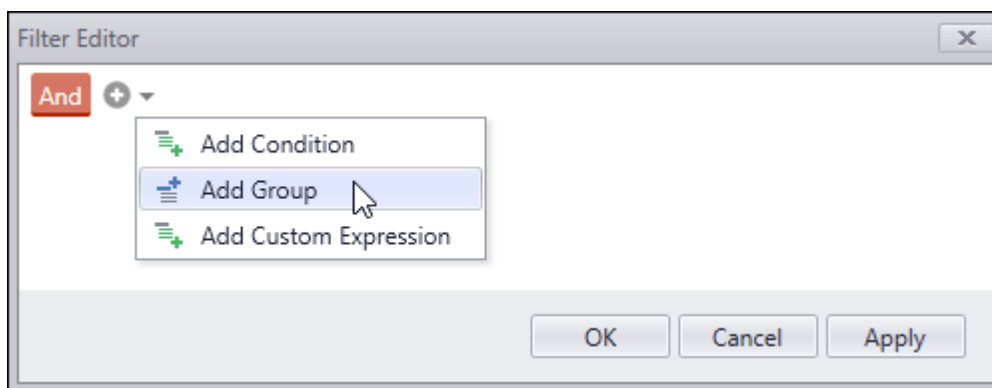 Filter Editor
And
Add Condition
Add Group
Add Custom Expression
OK Cancel Apply